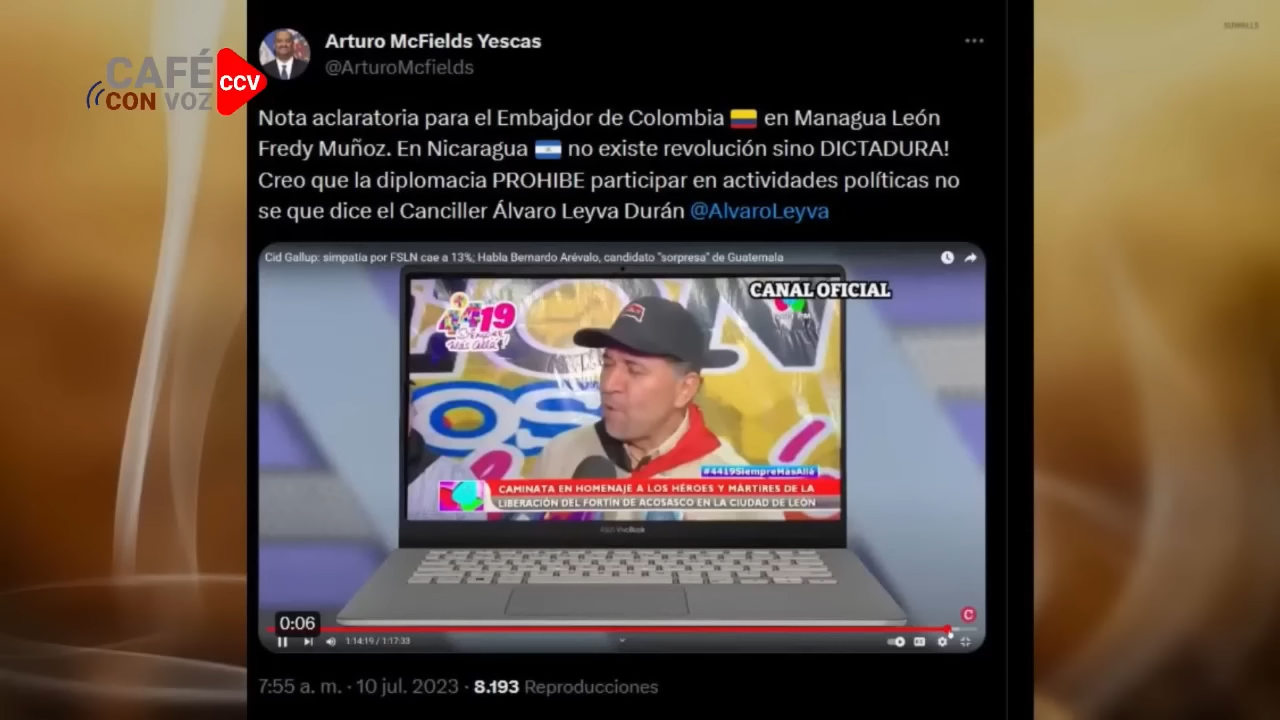 CAFÉ
CON VOZ
CCV
Arturo McFields Yescas
@ArturoMcfields
Nota aclaratoria para el Embajdor de Colombia 🇨🇴 en Managua León
Fredy Muñoz. En Nicaragua 🇳🇮 no existe revolución sino DICTADURA!
Creo que la diplomacia PROHIBE participar en actividades políticas no
se que dice el Canciller Álvaro Leyva Durán @AlvaroLeyva
Cid Gallup: simpatía por FSLN cae a 13%; Habla Bernardo Arévalo, candidato "sorpresa" de Guatemala
CANAL OFICIAL
4419
Siempre
Más Allá!
#4419SiempreMásAllá
CAMINATA EN HOMENAJE A LOS HÉROES Y MÁRTIRES DE LA
LIBERACIÓN DEL FORTÍN DE ACOSASCO EN LA CIUDAD DE LEÓN
0:06
1:14:19 / 1:17:33
7:55 a. m. · 10 jul. 2023 · 8.193 Reproducciones